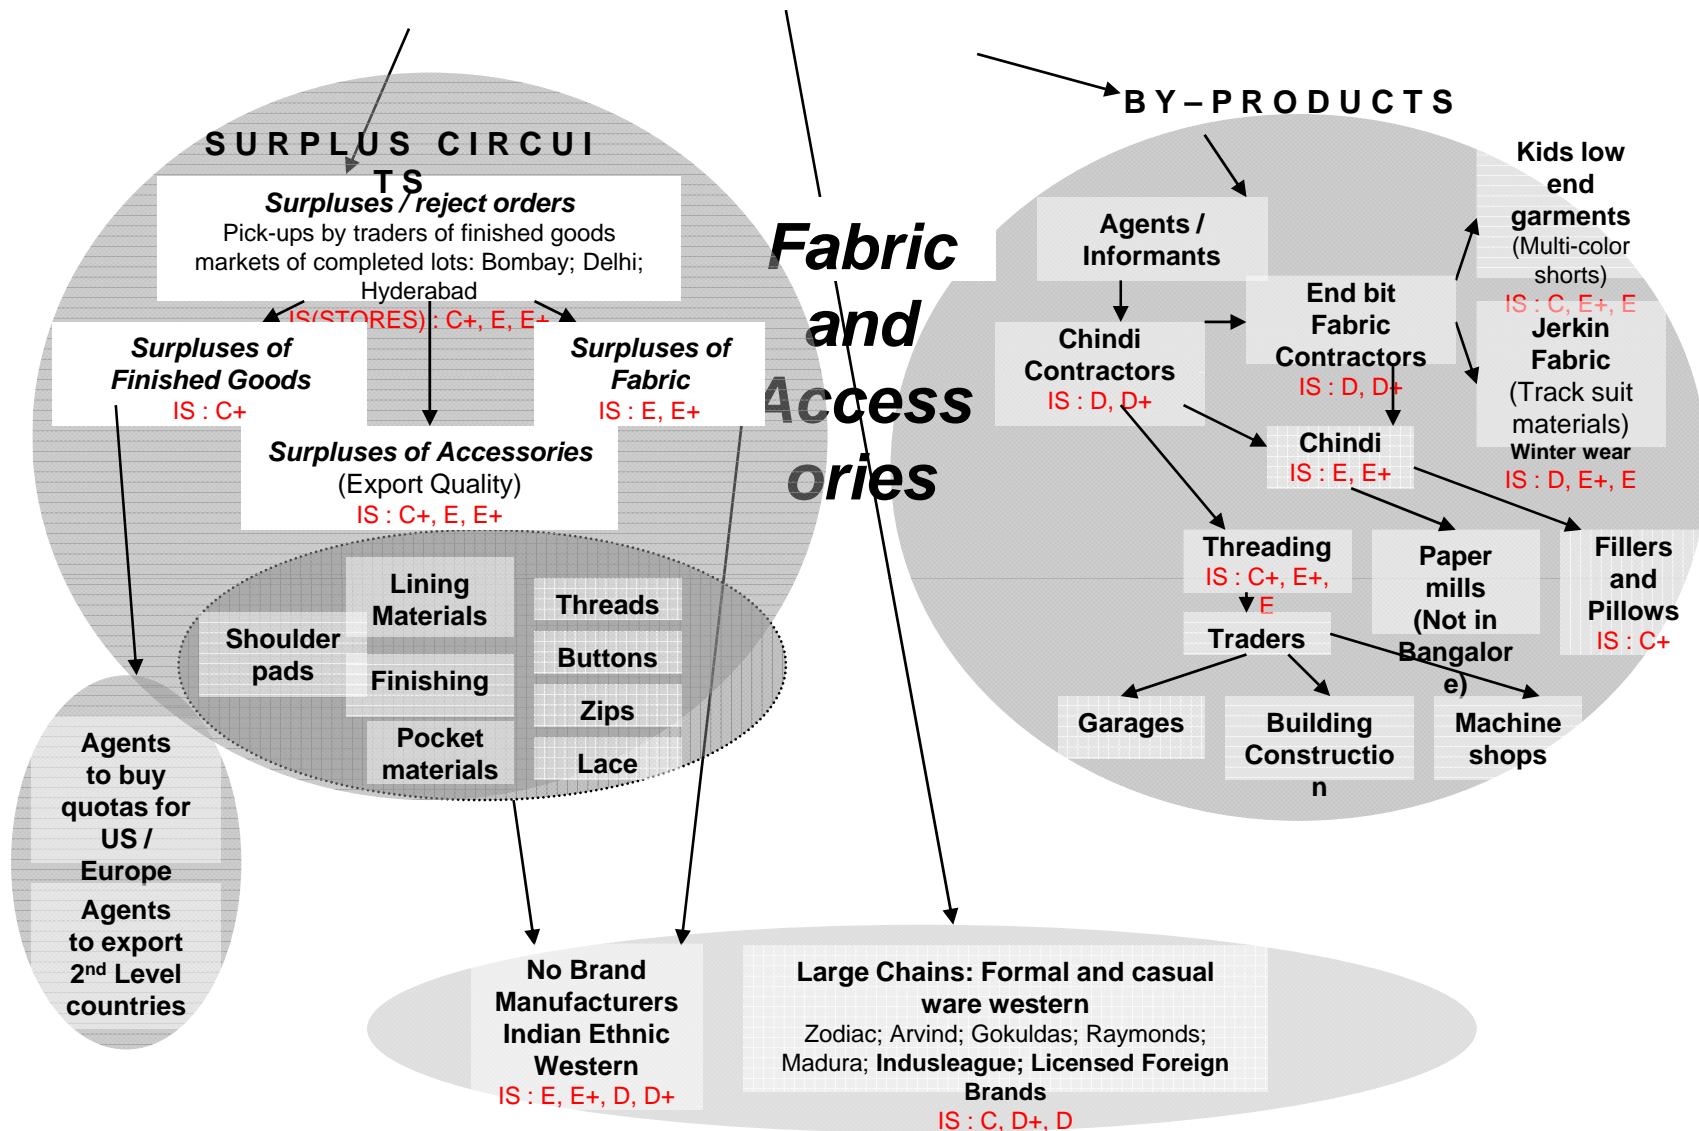 S U R P L U S   C I R C U I
T S
Surpluses / reject orders
Pick-ups by traders of finished goods
markets of completed lots: Bombay; Delhi;
Hyderabad
IS(STORES) : C+, E, E+
Surpluses of
Finished Goods
IS : C+
Surpluses of
Fabric
IS : E, E+
Surpluses of Accessories
(Export Quality)
IS : C+, E, E+
Lining
Materials
Shoulder
pads
Finishing
Pocket
materials
Threads
Buttons
Zips
Lace
Agents
to buy
quotas for
US /
Europe
Agents
to export
2nd Level
countries
Fabric
and
Access
ories
B Y – P R O D U C T S
Agents /
Informants
Chindi
Contractors
IS : D, D+
End bit
Fabric
Contractors
IS : D, D+
Kids low
end
garments
(Multi-color
shorts)
IS : C, E+, E
Jerkin
Fabric
(Track suit
materials)
Winter wear
IS : D, E+, E
Chindi
IS : E, E+
Threading
IS : C+, E+,
E
Paper
mills
(Not in
Bangalor
e)
Fillers
and
Pillows
IS : C+
Traders
Garages
Building
Constructio
n
Machine
shops
No Brand
Manufacturers
Indian Ethnic
Western
IS : E, E+, D, D+
Large Chains: Formal and casual
ware western
Zodiac; Arvind; Gokuldas; Raymonds;
Madura; Indusleague; Licensed Foreign
Brands
IS : C, D+, D